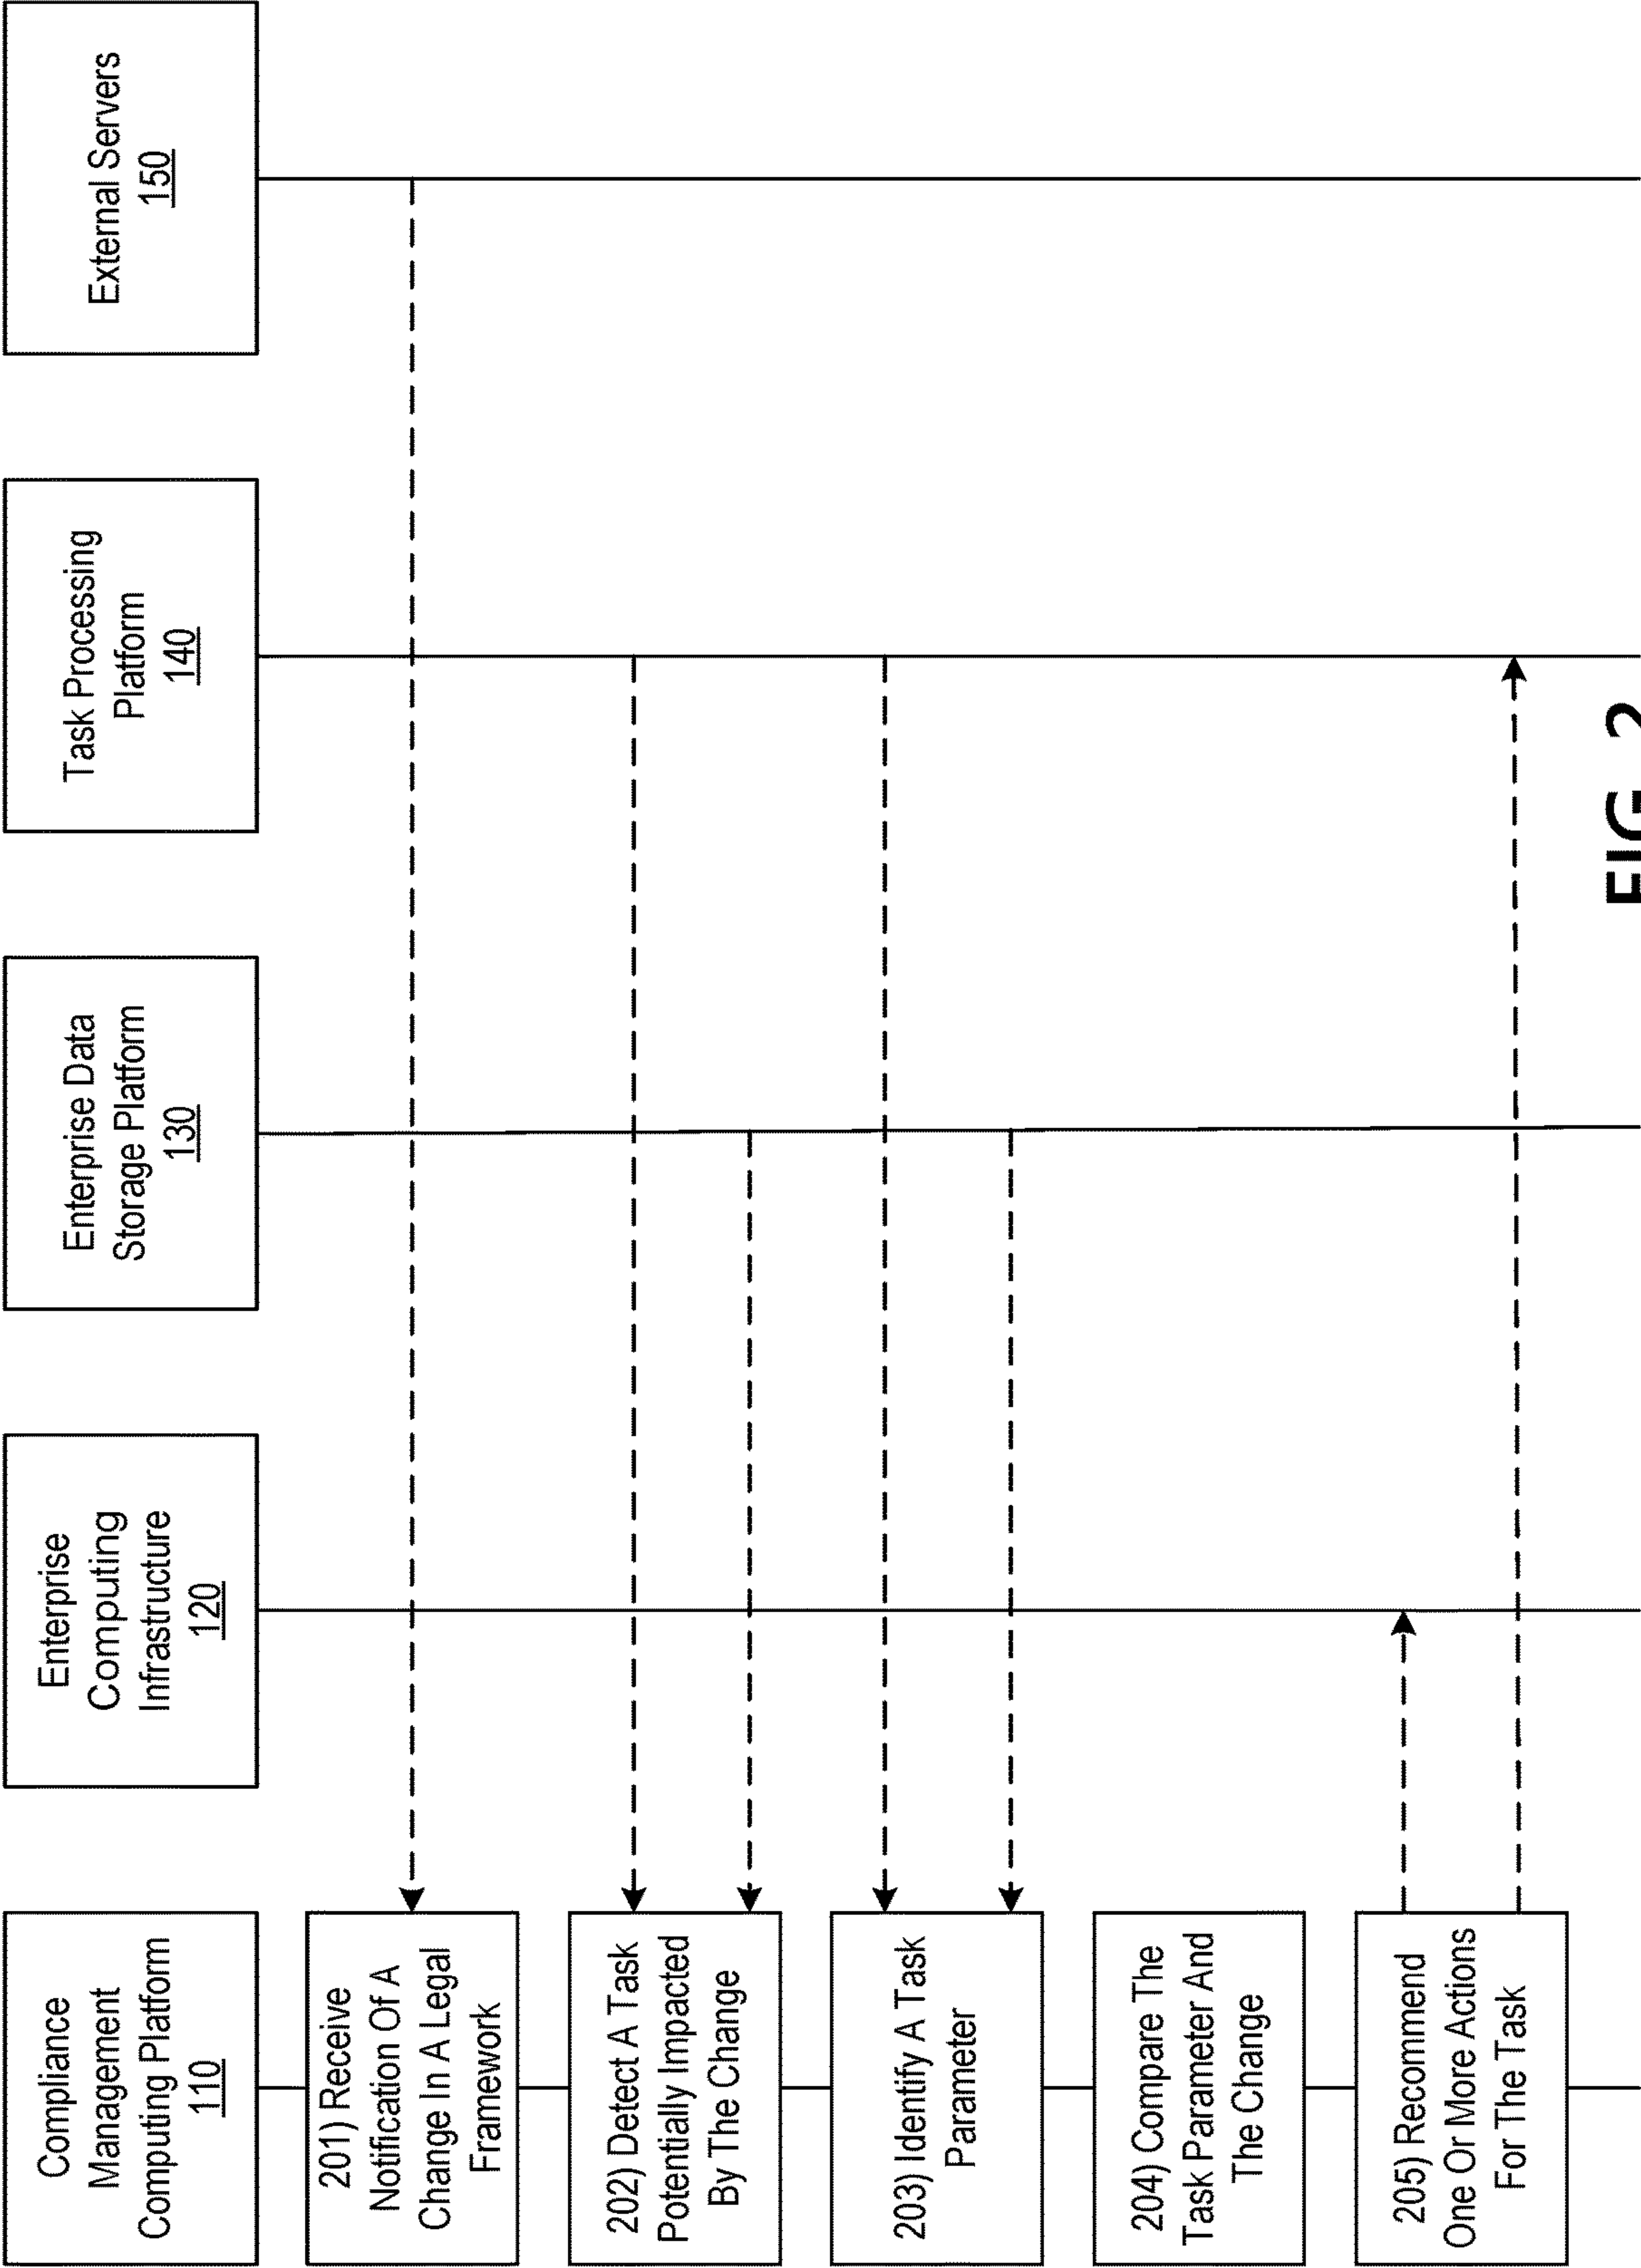 Compliance
Management
Computing Platform
110
Enterprise
Computing
Infrastructure
120
Enterprise Data
Storage Platform
130
Task Processing
Platform
140
External Servers
150
201) Receive
Notification Of A
Change In A Legal
Framework
202) Detect A Task
Potentially Impacted
By The Change
203) Identify A Task
Parameter
204) Compare The
Task Parameter And
The Change
205) Recommend
One Or More Actions
For The Task
FIG. 2